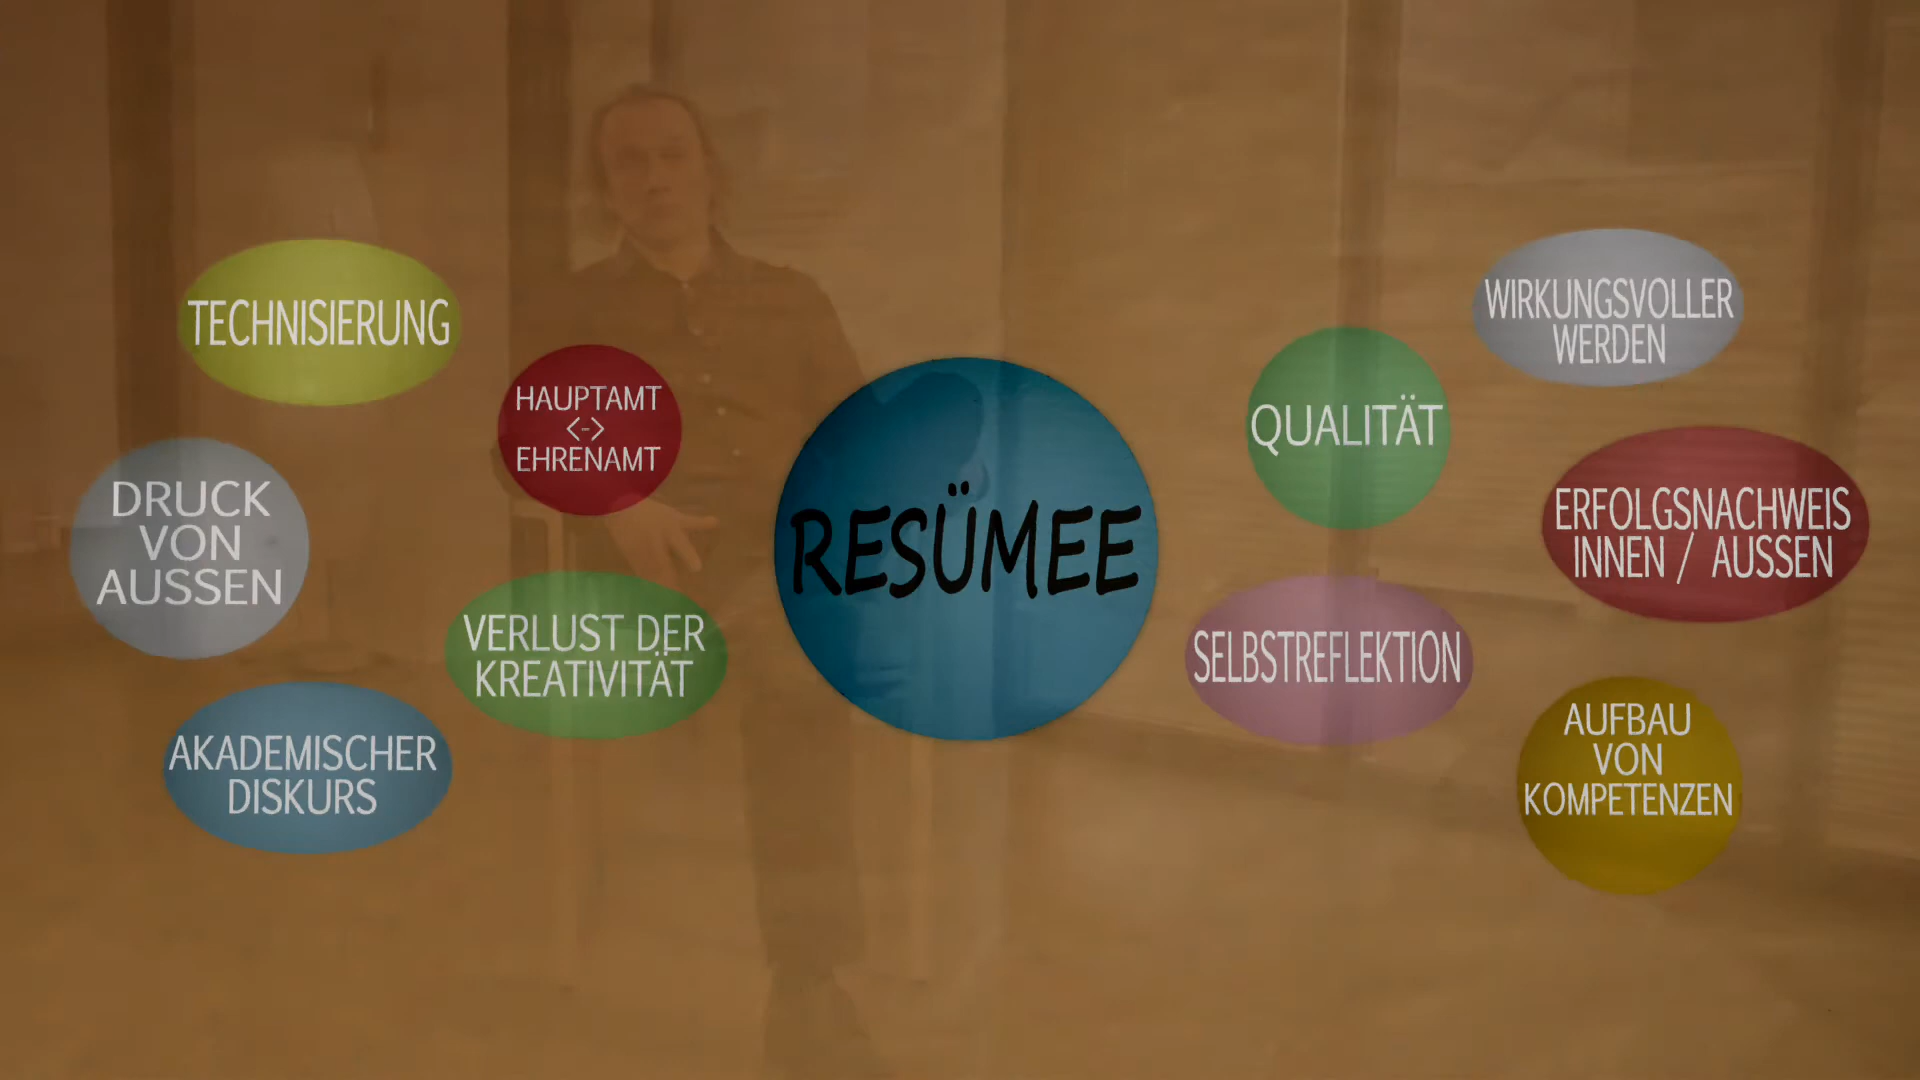 TECHNISIERUNG
HAUPTAMT
<->
EHRENAMT
DRUCK
VON
AUSSEN
VERLUST DER
KREATIVITÄT
AKADEMISCHER
DISKURS
RESÜMEE
QUALITÄT
WIRKUNGSVOLLER
WERDEN
ERFOLGSNACHWEIS
INNEN / AUSSEN
SELBSTREFLEKTION
AUFBAU
VON
KOMPETENZEN